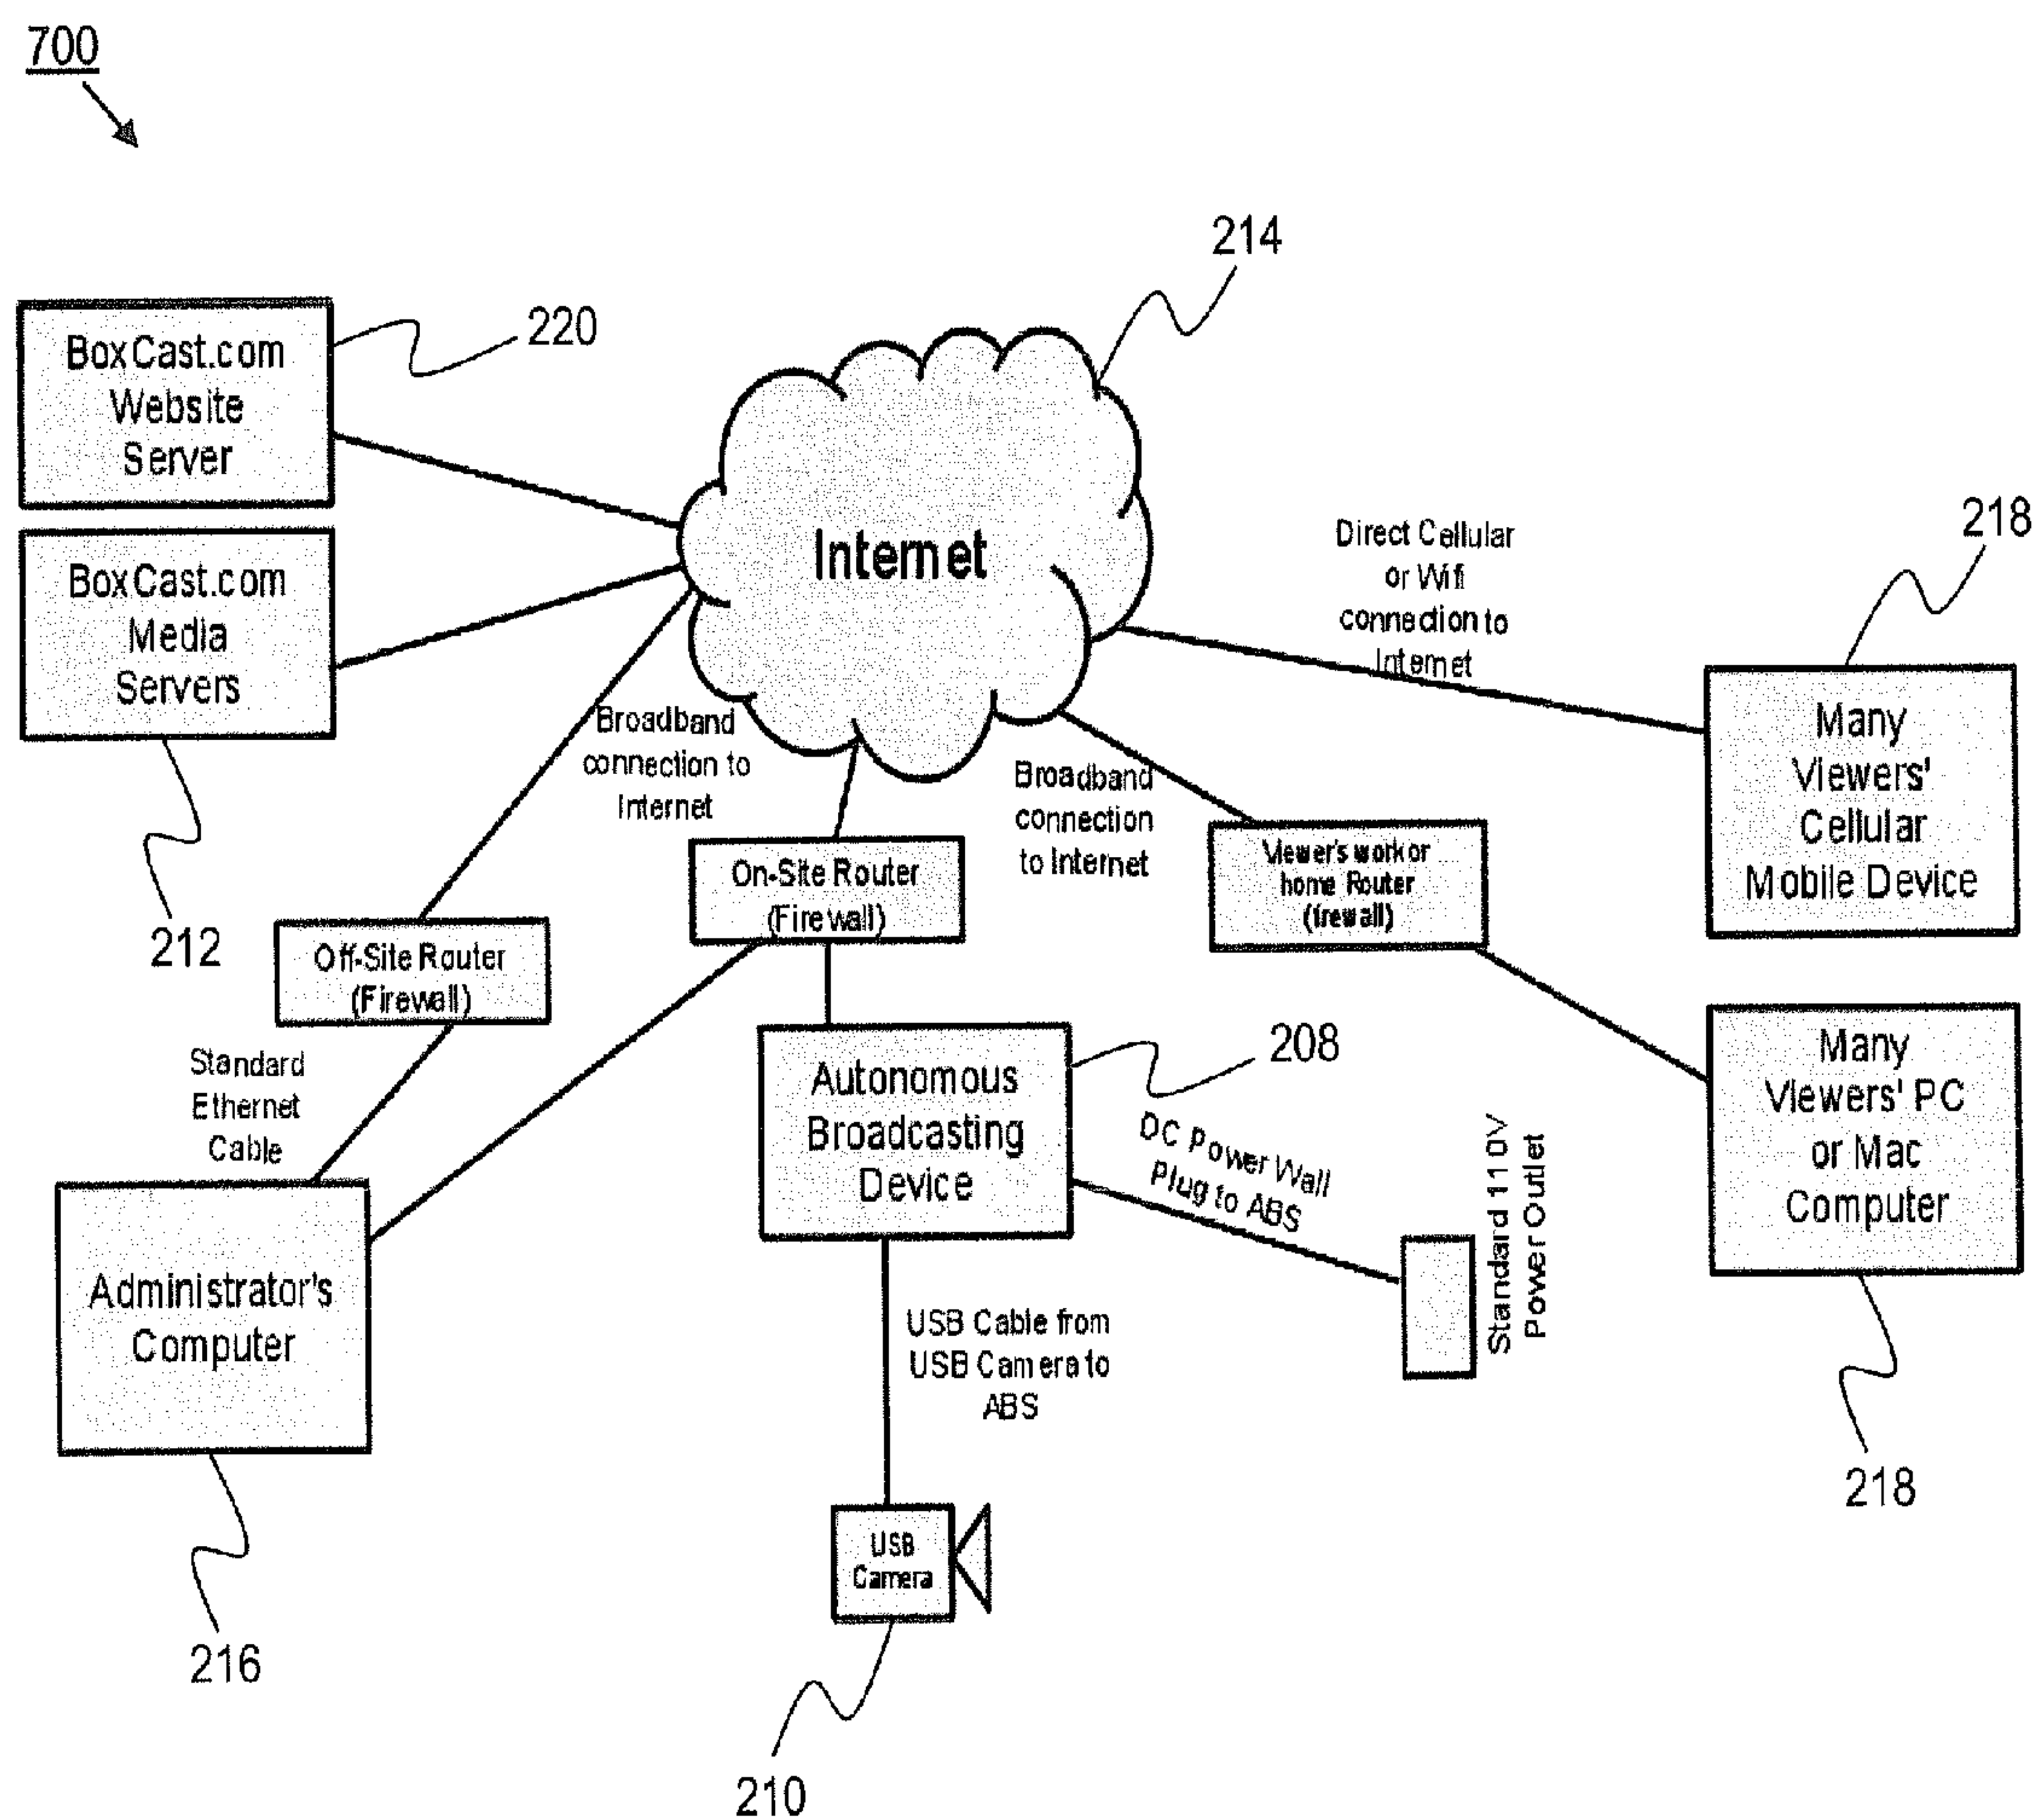 700
214
BoxCast.com
Website
Server
220
Internet
218
Direct Cellular
or Wifi
connection to
Internet
BoxCast.com
Media
Servers
212
Broadband
connection to
Internet
Broadband
connection
to Internet
Many
Viewers'
Cellular
Mobile Device
On-Site Router
(Firewall)
Viewer's work or
home Router
(firewall)
Off-Site Router
(Firewall)
Standard
Ethernet
Cable
Autonomous
Broadcasting
Device
208
DC Power Wall
Plug to ABS
Standard 110V
Power Outlet
Many
Viewers' PC
or Mac
Computer
218
Administrator's
Computer
216
USB Cable from
USB Camera to
ABS
USB
Camera
210